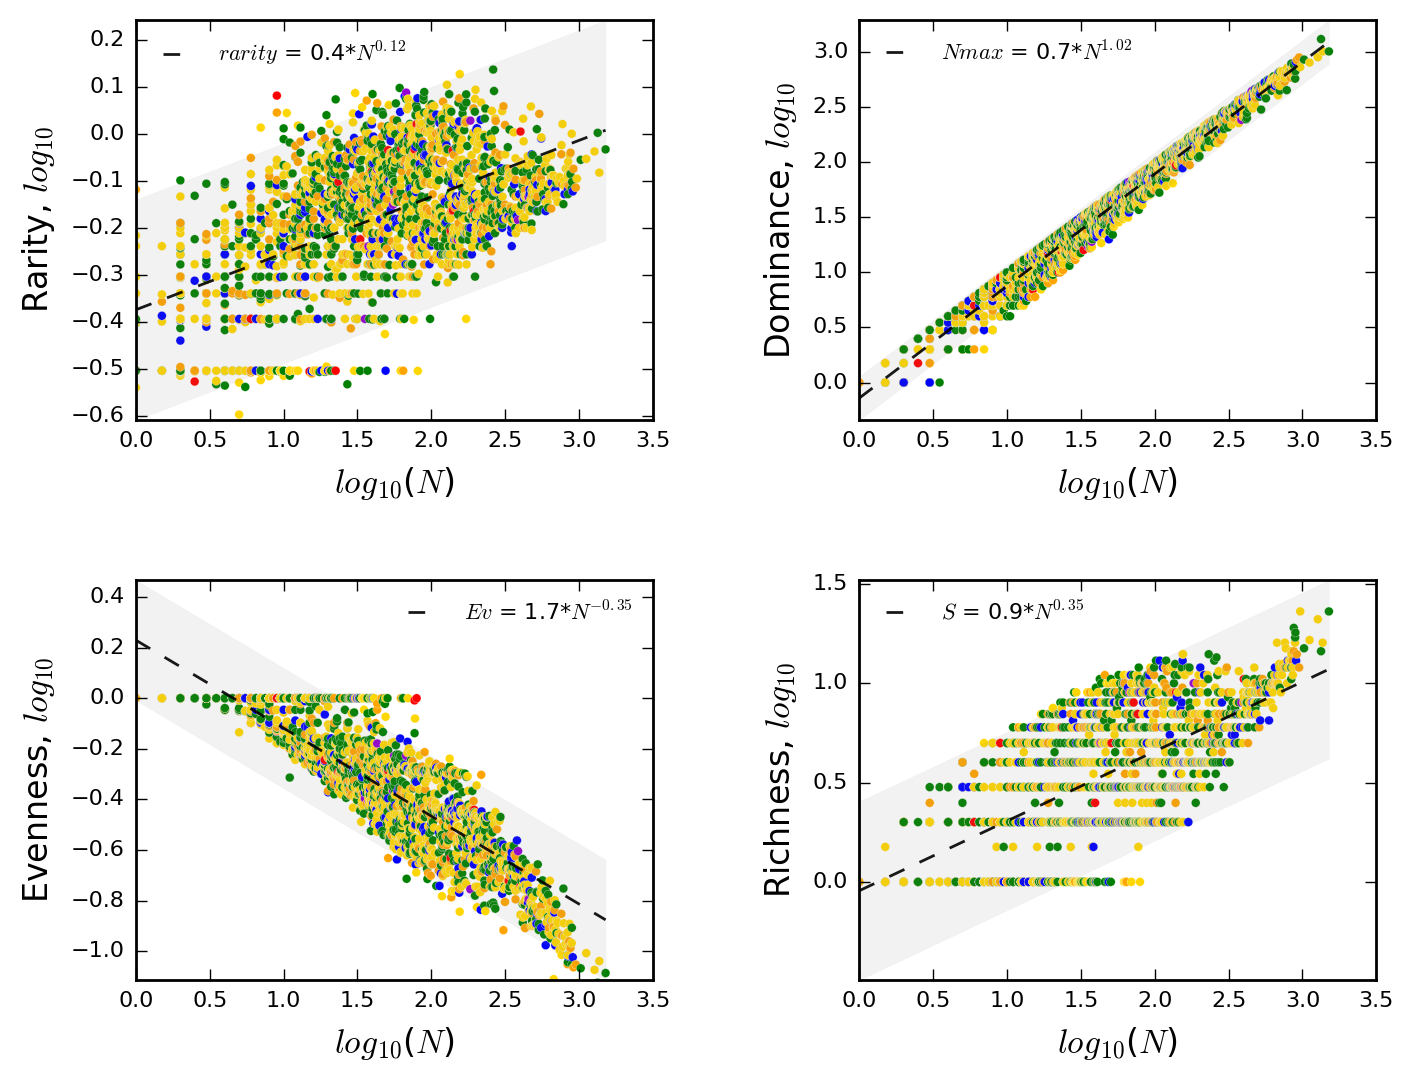 rarity = 0.4*N^0.12
Rarity, log10
0.2
0.1
0.0
−0.1
−0.2
−0.3
−0.4
−0.5
−0.6
0.0 0.5 1.0 1.5 2.0 2.5 3.0 3.5
log10(N)
Nmax = 0.7*N^1.02
Dominance, log10
3.0
2.5
2.0
1.5
1.0
0.5
0.0
0.0 0.5 1.0 1.5 2.0 2.5 3.0 3.5
log10(N)
Ev = 1.7*N^−0.35
Evenness, log10
0.4
0.2
0.0
−0.2
−0.4
−0.6
−0.8
−1.0
0.0 0.5 1.0 1.5 2.0 2.5 3.0 3.5
log10(N)
S = 0.9*N^0.35
Richness, log10
1.5
1.0
0.5
0.0
0.0 0.5 1.0 1.5 2.0 2.5 3.0 3.5
log10(N)